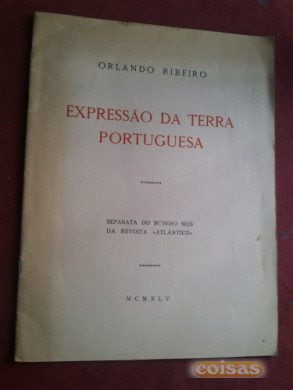 ORLANDO RIBEIRO
EXPRESSÃO DA TERRA
PORTUGUESA
SEPARATA DO NÚMERO SEIS
DA REVISTA «ATLÂNTICO»
MCMXLV
coisas